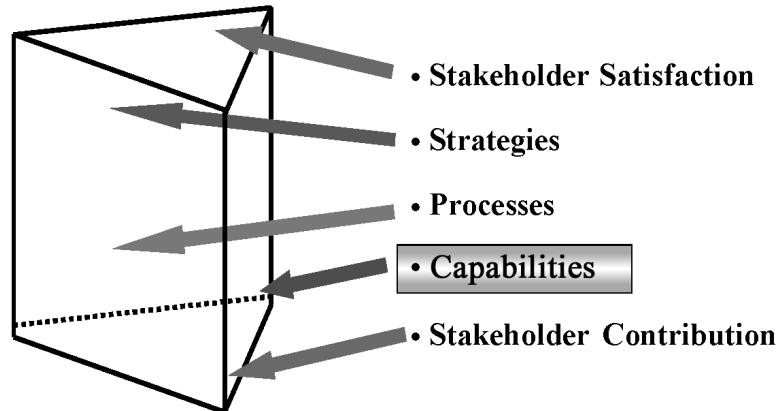 • Stakeholder Satisfaction
• Strategies
• Processes
• Capabilities
• Stakeholder Contribution